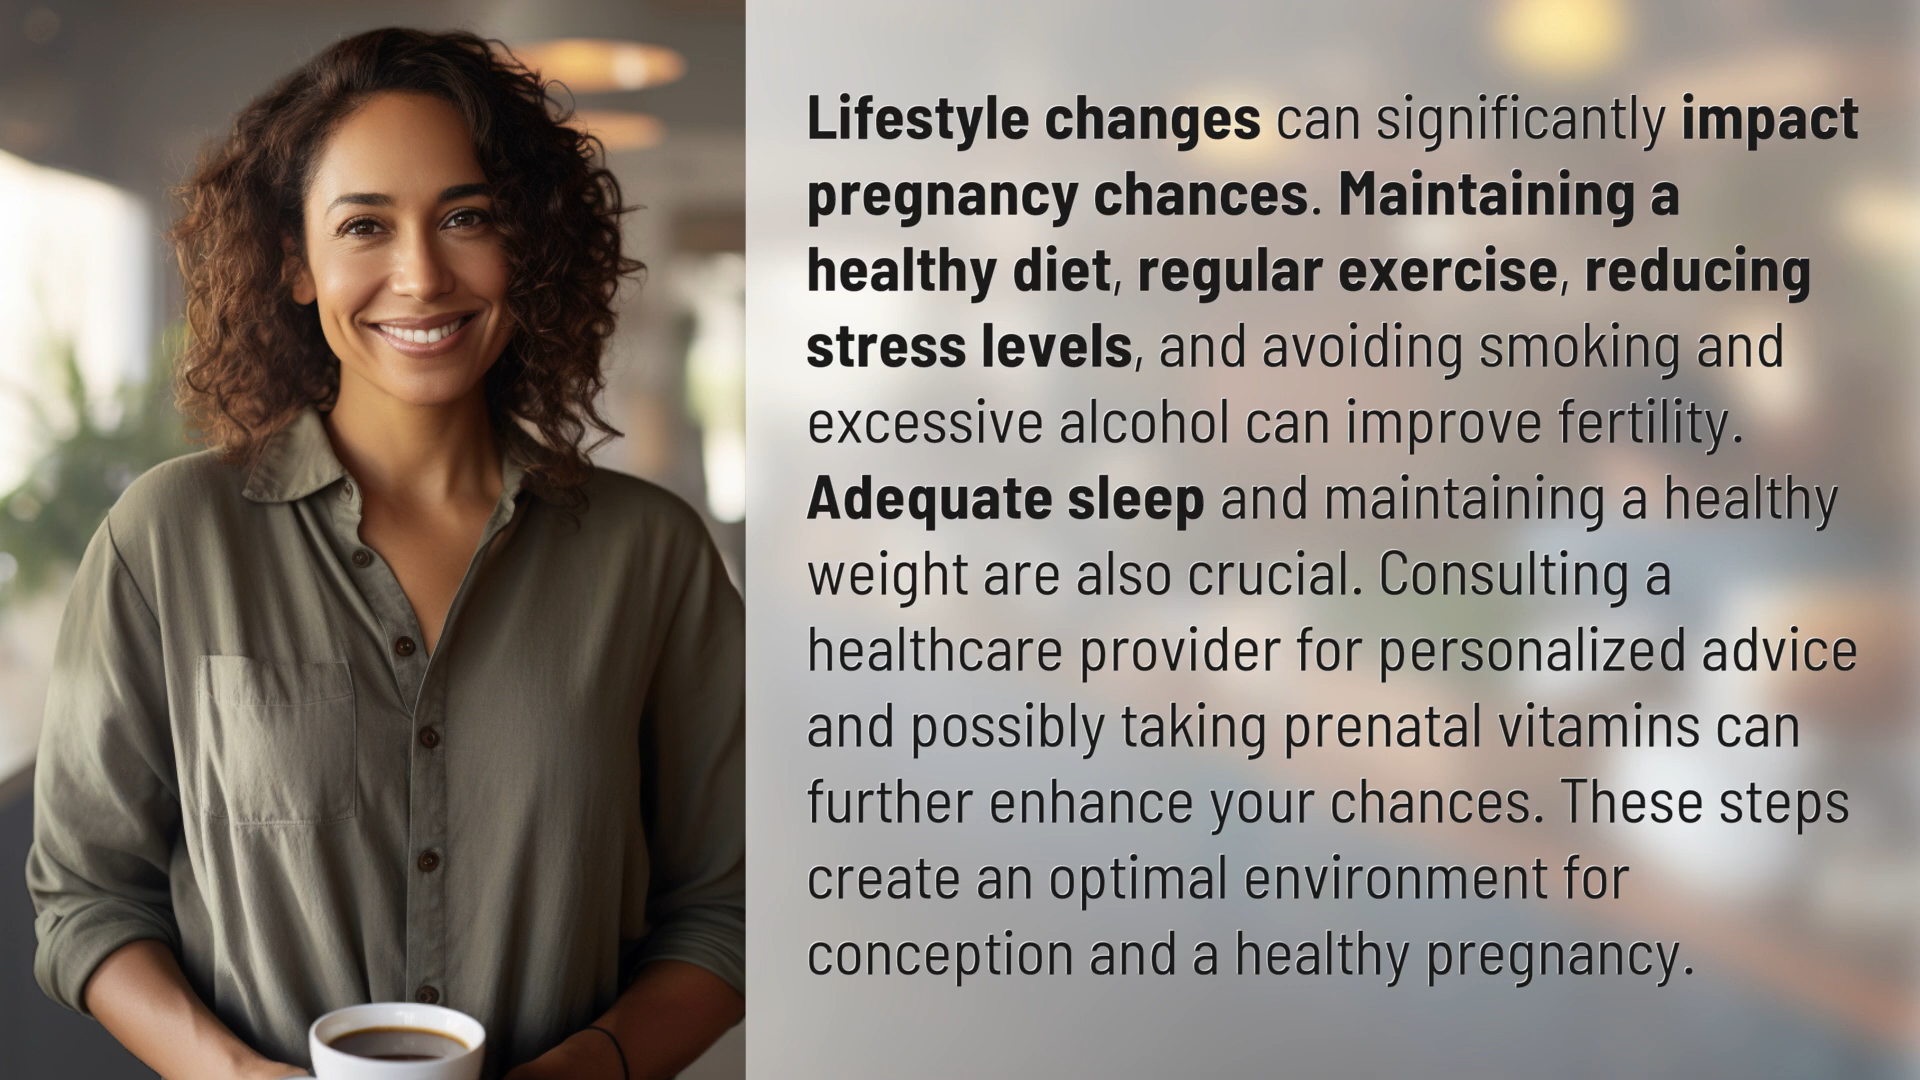 Lifestyle changes can significantly impact
pregnancy chances. Maintaining a
healthy diet, regular exercise, reducing
stress levels, and avoiding smoking and
excessive alcohol can improve fertility.
Adequate sleep and maintaining a healthy
weight are also crucial. Consulting a
healthcare provider for personalized advice
and possibly taking prenatal vitamins can
further enhance your chances. These steps
create an optimal environment for
conception and a healthy pregnancy.